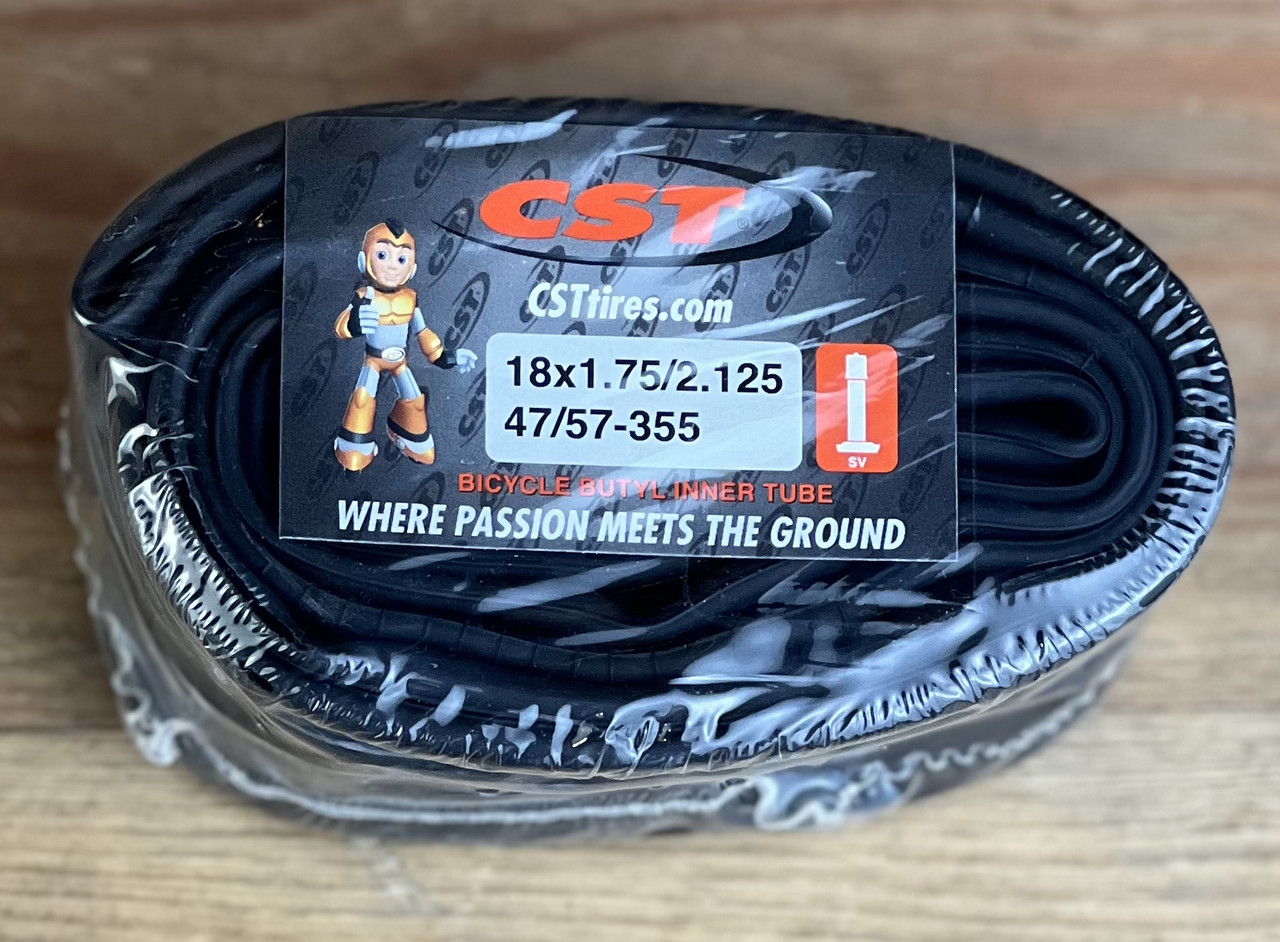 CST
CSTtires.com
18x1.75/2.125
47/57-355
SV
BICYCLE BUTYL INNER TUBE
WHERE PASSION MEETS THE GROUND